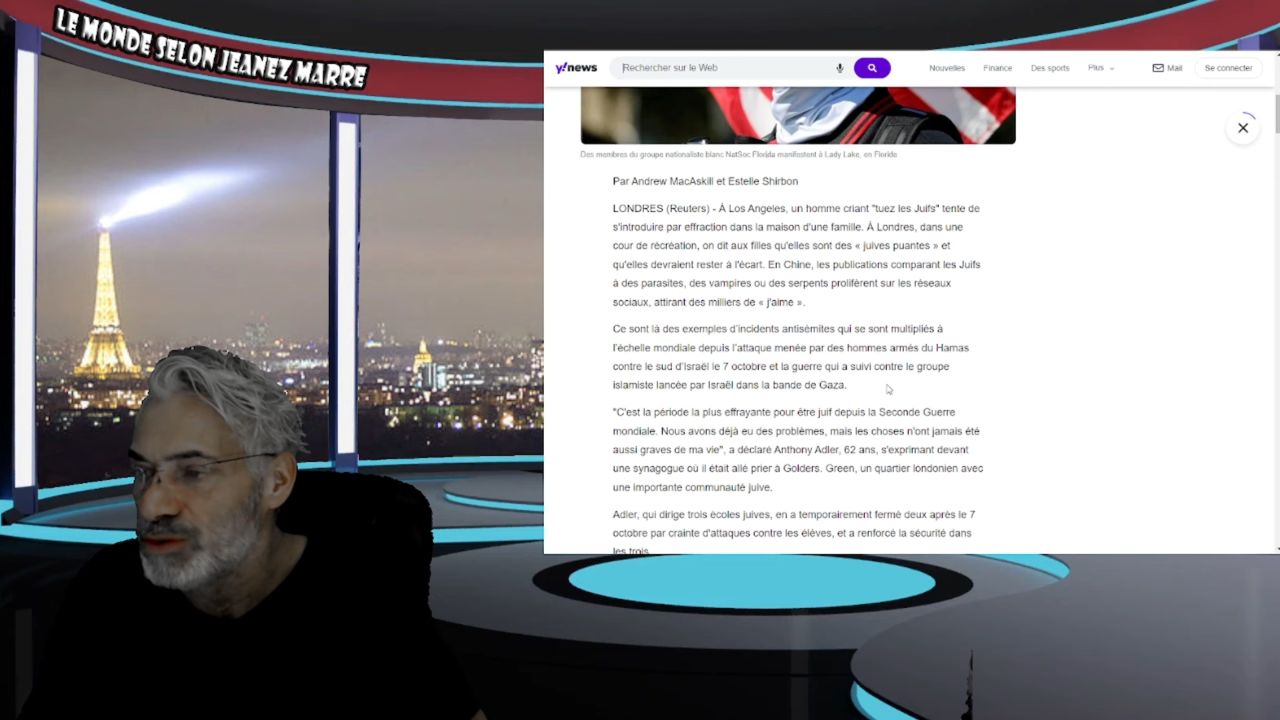 LE MONDE SELON JEANEZ MARRE
y!news
Rechercher sur le Web
Nouvelles
Finance
Des sports
Plus
Mail
Se connecter
Des membres du groupe nationaliste blanc NatSoc Florida manifestent à Lady Lake, en Floride
Par Andrew MacAskill et Estelle Shirbon
LONDRES (Reuters) - À Los Angeles, un homme criant "tuez les Juifs" tente de
s'introduire par effraction dans la maison d'une famille. À Londres, dans une
cour de récréation, on dit aux filles qu'elles sont des « juives puantes » et
qu'elles devraient rester à l'écart. En Chine, les publications comparant les Juifs
à des parasites, des vampires ou des serpents prolifèrent sur les réseaux
sociaux, attirant des milliers de « j'aime ».
Ce sont là des exemples d'incidents antisémites qui se sont multipliés à
l'échelle mondiale depuis l'attaque menée par des hommes armés du Hamas
contre le sud d'Israël le 7 octobre et la guerre qui a suivi contre le groupe
islamiste lancée par Israël dans la bande de Gaza.
"C'est la période la plus effrayante pour être juif depuis la Seconde Guerre
mondiale. Nous avons déjà eu des problèmes, mais les choses n'ont jamais été
aussi graves de ma vie", a déclaré Anthony Adler, 62 ans, s'exprimant devant
une synagogue où il était allé prier à Golders. Green, un quartier londonien avec
une importante communauté juive.
Adler, qui dirige trois écoles juives, en a temporairement fermé deux après le 7
octobre par crainte d'attaques contre les élèves, et a renforcé la sécurité dans
les trois.